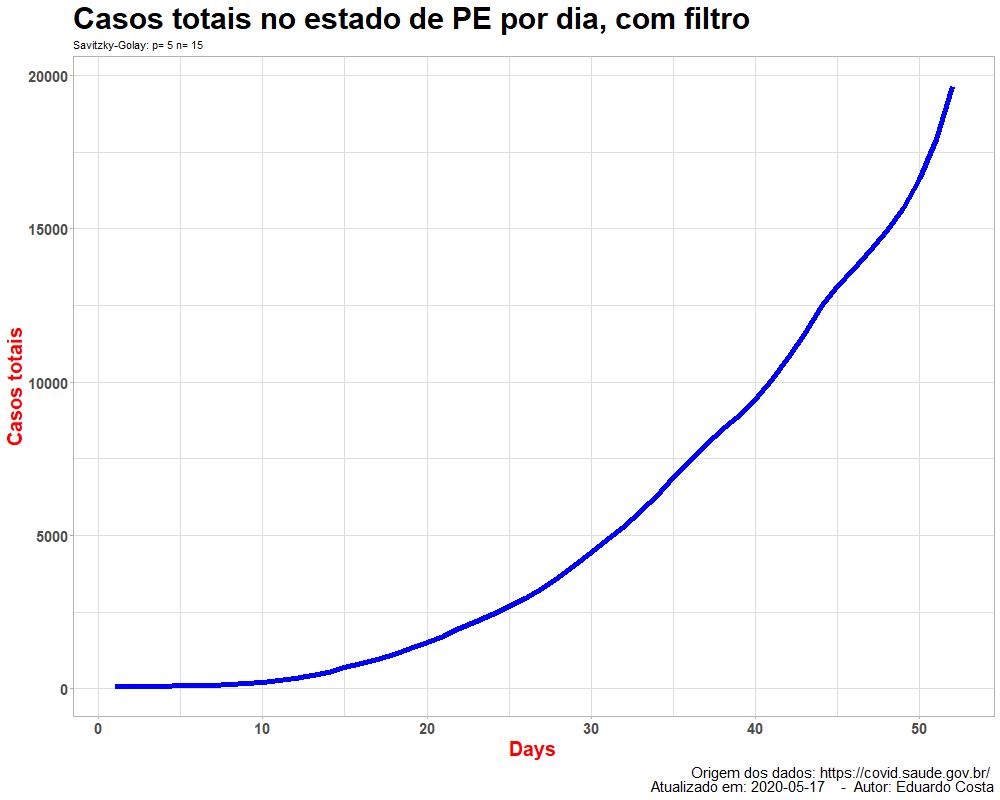 Casos totais no estado de PE por dia, com filtro
Savitzky-Golay: p= 5 n= 15
20000
15000
10000
5000
0
Casos totais
0 10 20 30 40 50
Days
Origem dos dados: https://covid.saude.gov.br/
Atualizado em: 2020-05-17 - Autor: Eduardo Costa